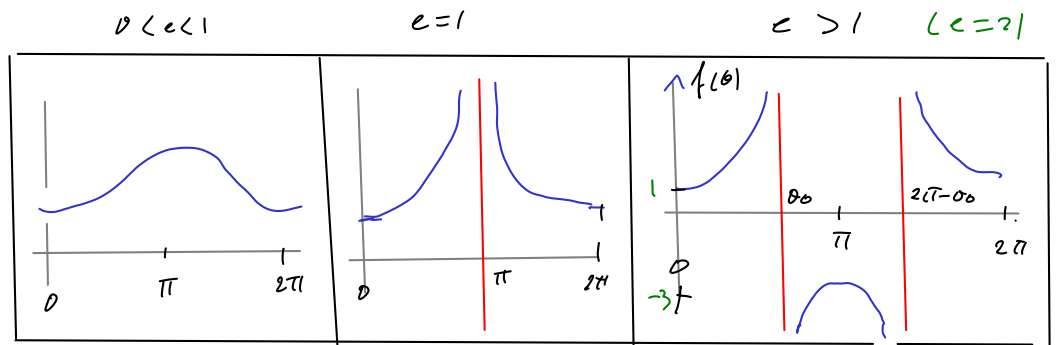 0 < e < 1
e = 1
e > 1 (e = 2)
f(θ)
1
θ₀
2π-θ₀
π
2π
0
-3
0
π
2π
0
π
2π